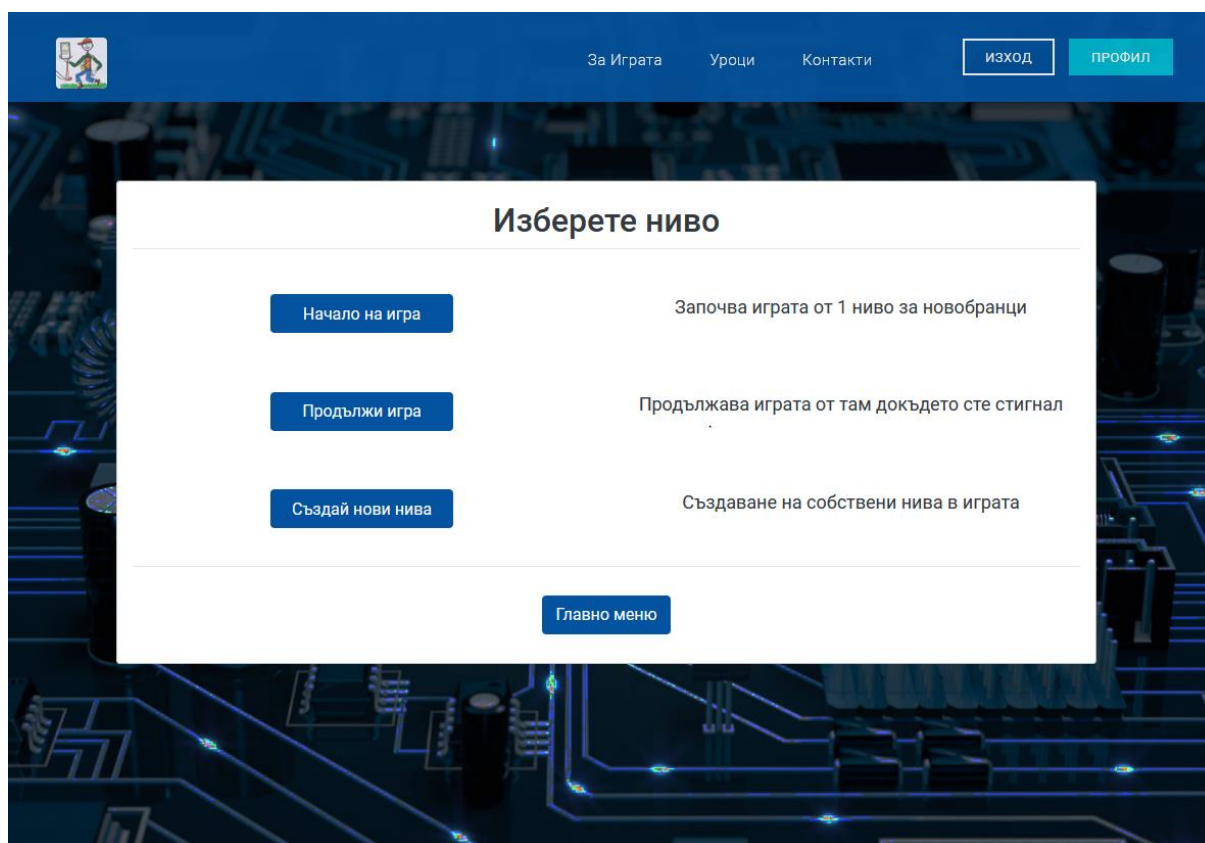 За Играта Уроци Контакти ИЗХОД ПРОФИЛ
Изберете ниво
Начало на игра Започва играта от 1 ниво за новобранци
Продължи игра Продължава играта от там докъдето сте стигнал
Създай нови нива Създаване на собствени нива в играта
Главно меню